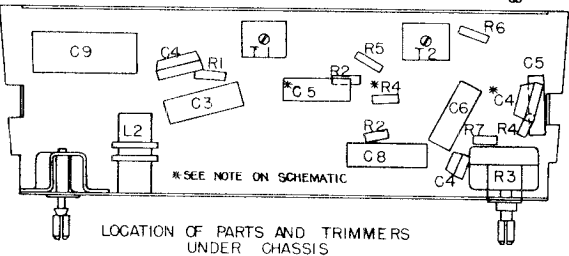 R6
C9
C4
T1
T2
R5
R1
R2
C5
*C5
*R4
*C4
C3
C6
L2
R2
R7
R4
C8
C4
R3
*SEE NOTE ON SCHEMATIC
LOCATION OF PARTS AND TRIMMERS
UNDER CHASSIS